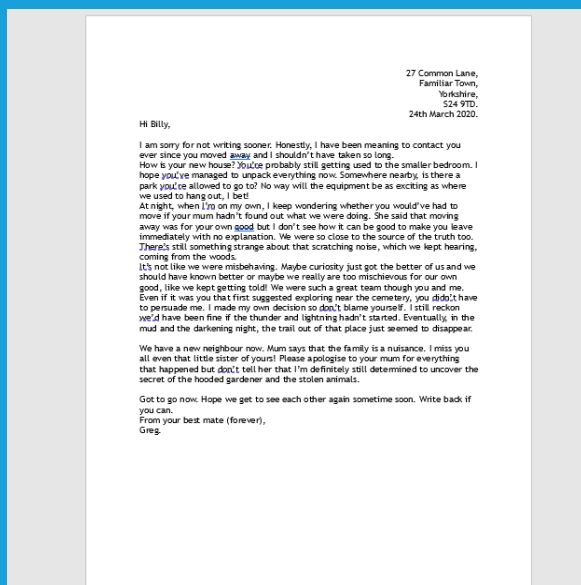 27 Common Lane,
Familiar Town,
Yorkshire,
S24 9TD.
24th March 2020.
Hi Billy,
I am sorry for not writing sooner. Honestly, I have been meaning to contact you
ever since you moved away and I shouldn't have taken so long.
How is your new house? You're probably still getting used to the smaller bedroom. I
hope you've managed to unpack everything now. Somewhere nearby, is there a
park you're allowed to go to? No way will the equipment be as exciting as where
we used to hang out, I bet!
At night, when I'm on my own, I keep wondering whether you would've had to
move if your mum hadn't found out what we were doing. She said that moving
away was for your own good but I don't see how it can be good to make you leave
immediately with no explanation. We were so close to the source of the truth too.
There's still something strange about that scratching noise, which we kept hearing,
coming from the woods.
It's not like we were misbehaving. Maybe curiosity just got the better of us and we
should have known better or maybe we really are too mischievous for our own
good, like we kept getting told! We were such a great team though you and me.
Even if it was you that first suggested exploring near the cemetery, you didn't have
to persuade me. I made my own decision so don't blame yourself. I still reckon
we'd have been fine if the thunder and lightning hadn't started. Eventually, in the
mud and the darkening night, the trail out of that place just seemed to disappear.
We have a new neighbour now. Mum says that the family is a nuisance. I miss you
all even that little sister of yours! Please apologise to your mum for everything
that happened but don't tell her that I'm definitely still determined to uncover the
secret of the hooded gardener and the stolen animals.
Got to go now. Hope we get to see each other again sometime soon. Write back if
you can.
From your best mate (forever),
Greg.